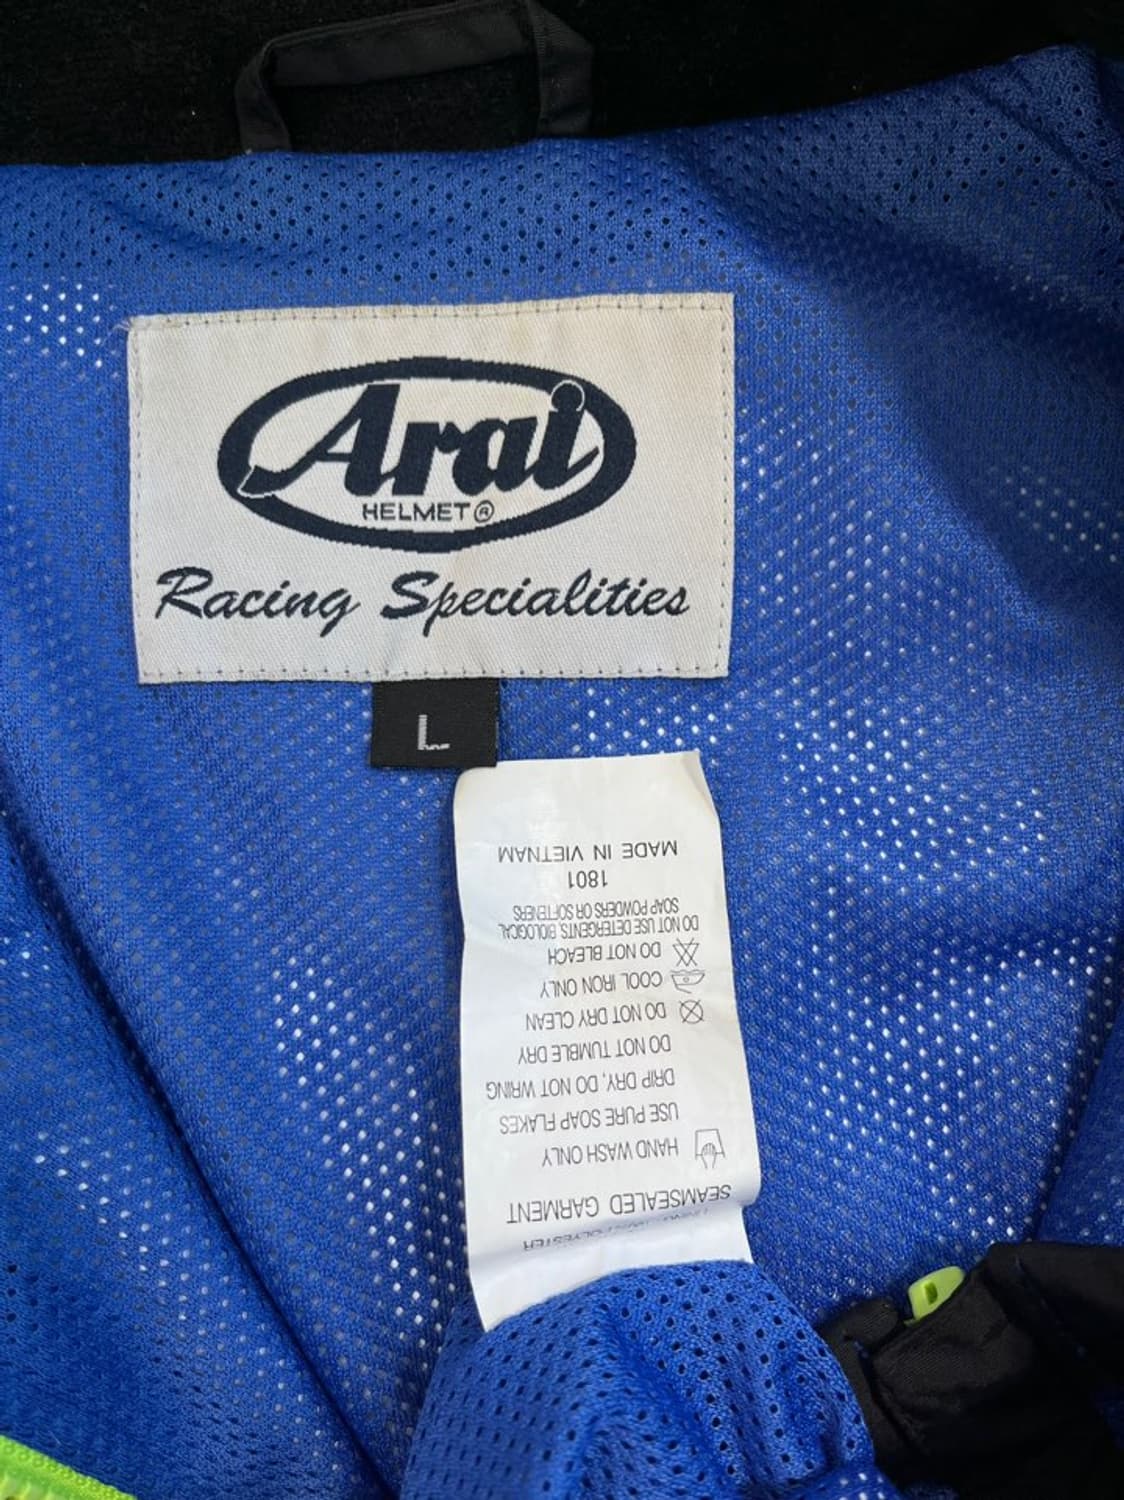 Arai
HELMET®
Racing Specialities
L
MADE IN VIETNAM
1801
SOAP POWDERS OR SOFTENERS
DO NOT USE DETERGENTS, BIOLOGICAL
DO NOT BLEACH
COOL IRON ONLY
DO NOT DRY CLEAN
DO NOT TUMBLE DRY
DRIP DRY, DO NOT WRING
USE PURE SOAP FLAKES
HAND WASH ONLY
SEAMSEALED GARMENT
POLYESTER